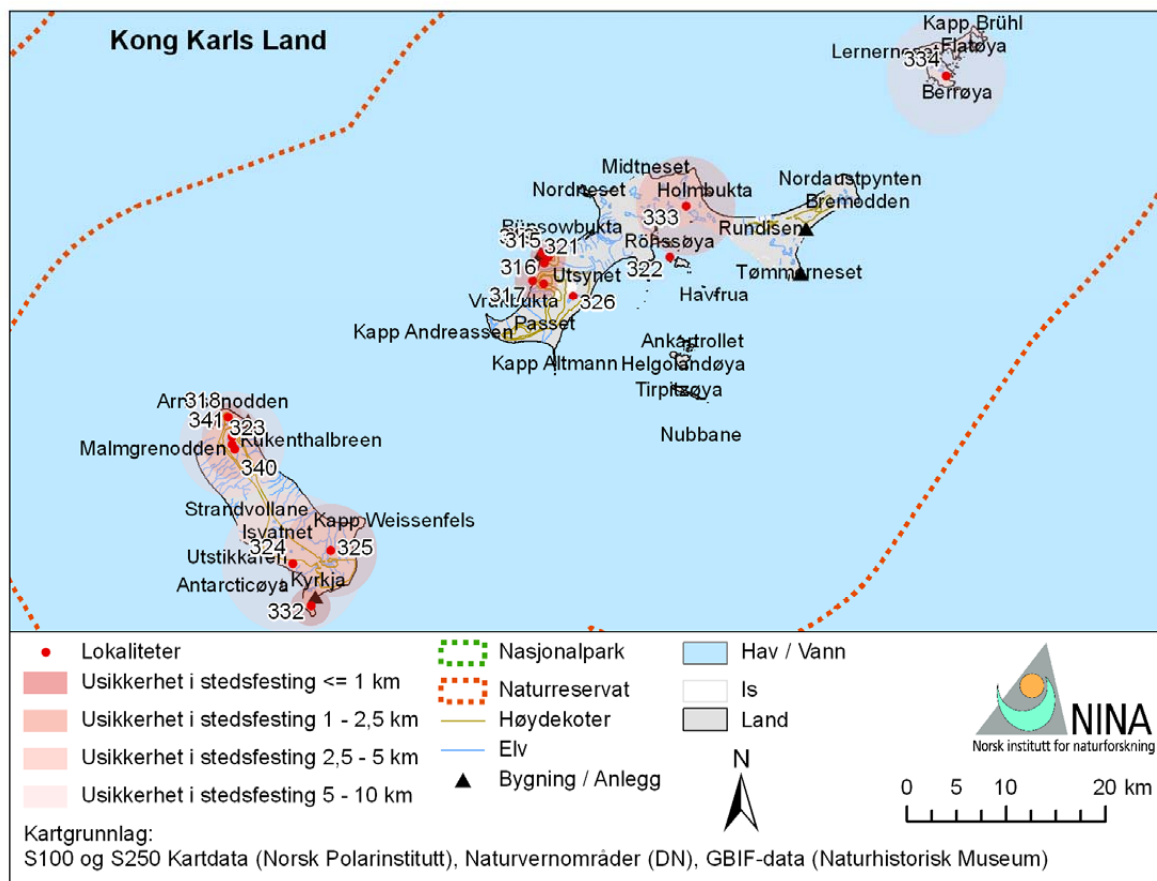 Kong Karls Land
Kapp Brühl
Flatøya
334
Berrøya
Midtneset
Nordneset
Holmbukta
Nordaustpynten
Bremodden
333
Rundisen
321
315
Rönssøya
316
Utsynet
322
Tømmerneset
317
326
Havfrua
Vrakbukta
Passet
Kapp Andreassen
Ankartrollet
Kapp Altmann
Helgolandøya
Tirpitsøya
318
Nubbane
341
323
Kükenthalbreen
Malmgrenodden
340
Strandvollane
Kapp Weissenfels
Isvatnet
324
325
Antarcticøya
Kyrkja
332
Lokaliteter
Usikkerhet i stedsfesting <= 1 km
Usikkerhet i stedsfesting 1 - 2,5 km
Usikkerhet i stedsfesting 2,5 - 5 km
Usikkerhet i stedsfesting 5 - 10 km
Nasjonalpark
Naturreservat
Høydekoter
Elv
Bygning / Anlegg
Hav / Vann
Is
Land
N
NINA
Norsk institutt for naturforskning
0 5 10 20 km
Kartgrunnlag:
S100 og S250 Kartdata (Norsk Polarinstitutt), Naturvernområder (DN), GBIF-data (Naturhistorisk Museum)